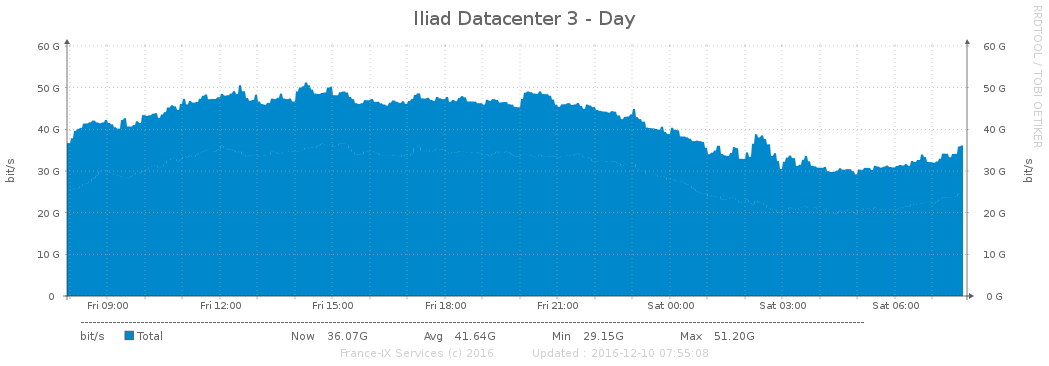 Iliad Datacenter 3 - Day
RRDTOOL / TOBI OETIKER
60 G 60 G
50 G 50 G
40 G 40 G
30 G 30 G
20 G 20 G
10 G 10 G
0 0 G
bit/s bit/s
Fri 09:00 Fri 12:00 Fri 15:00 Fri 18:00 Fri 21:00 Sat 00:00 Sat 03:00 Sat 06:00
bit/s Total Now 36.07G Avg 41.64G Min 29.15G Max 51.20G
France-IX Services (c) 2016 Updated : 2016-12-10 07:55:08